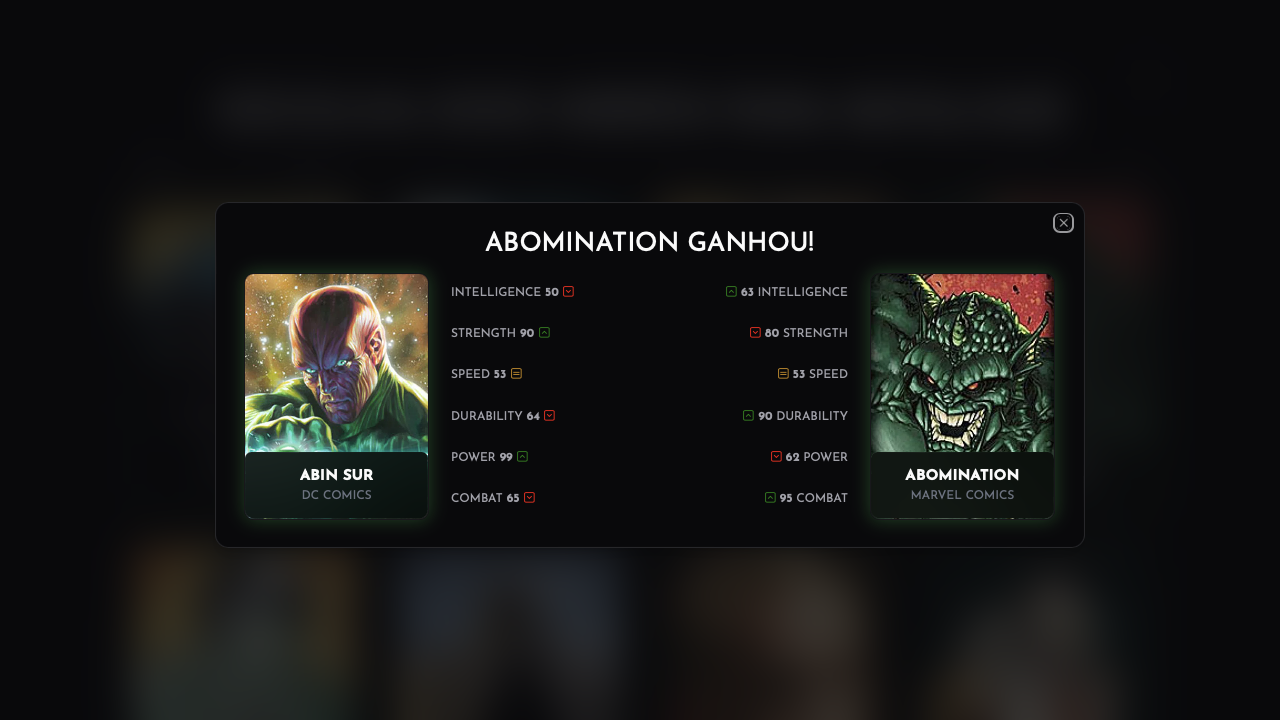 ABOMINATION GANHOU!
INTELLIGENCE 50
STRENGTH 90
SPEED 53
DURABILITY 64
POWER 99
COMBAT 65
63 INTELLIGENCE
80 STRENGTH
53 SPEED
90 DURABILITY
62 POWER
95 COMBAT
ABIN SUR
DC COMICS
ABOMINATION
MARVEL COMICS